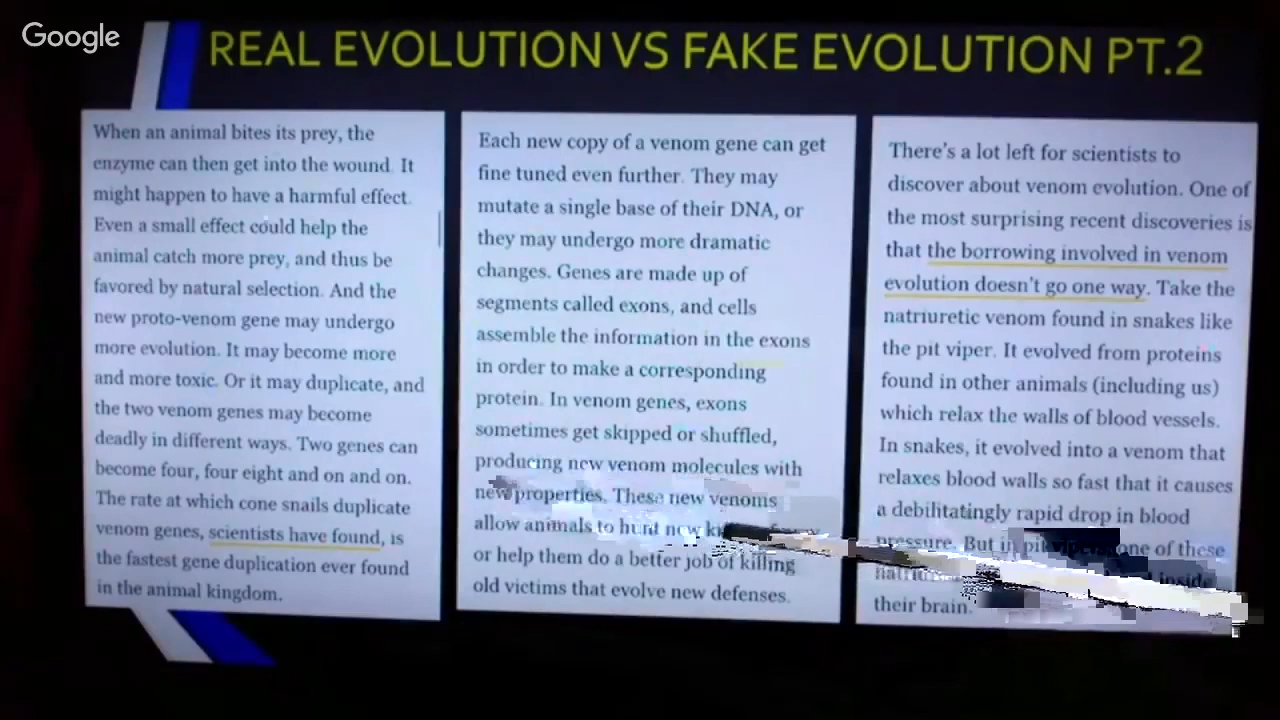 Google
REAL EVOLUTION VS FAKE EVOLUTION PT.2
When an animal bites its prey, the
enzyme can then get into the wound. It
might happen to have a harmful effect.
Even a small effect could help the
animal catch more prey, and thus be
favored by natural selection. And the
new proto-venom gene may undergo
more evolution. It may become more
and more toxic. Or it may duplicate, and
the two venom genes may become
deadly in different ways. Two genes can
become four, four eight and on and on.
The rate at which cone snails duplicate
venom genes, scientists have found, is
the fastest gene duplication ever found
in the animal kingdom.
Each new copy of a venom gene can get
fine tuned even further. They may
mutate a single base of their DNA, or
they may undergo more dramatic
changes. Genes are made up of
segments called exons, and cells
assemble the information in the exons
in order to make a corresponding
protein. In venom genes, exons
sometimes get skipped or shuffled,
producing new venom molecules with
new properties. These new venoms
allow animals to hunt new
or help them do a better job of killing
old victims that evolve new defenses.
There's a lot left for scientists to
discover about venom evolution. One of
the most surprising recent discoveries is
that the borrowing involved in venom
evolution doesn't go one way. Take the
natriuretic venom found in snakes like
the pit viper. It evolved from proteins
found in other animals (including us)
which relax the walls of blood vessels.
In snakes, it evolved into a venom that
relaxes blood walls so fast that it causes
a debilitatingly rapid drop in blood
pressure. But in pit vipers, one of these
inside
their brain.